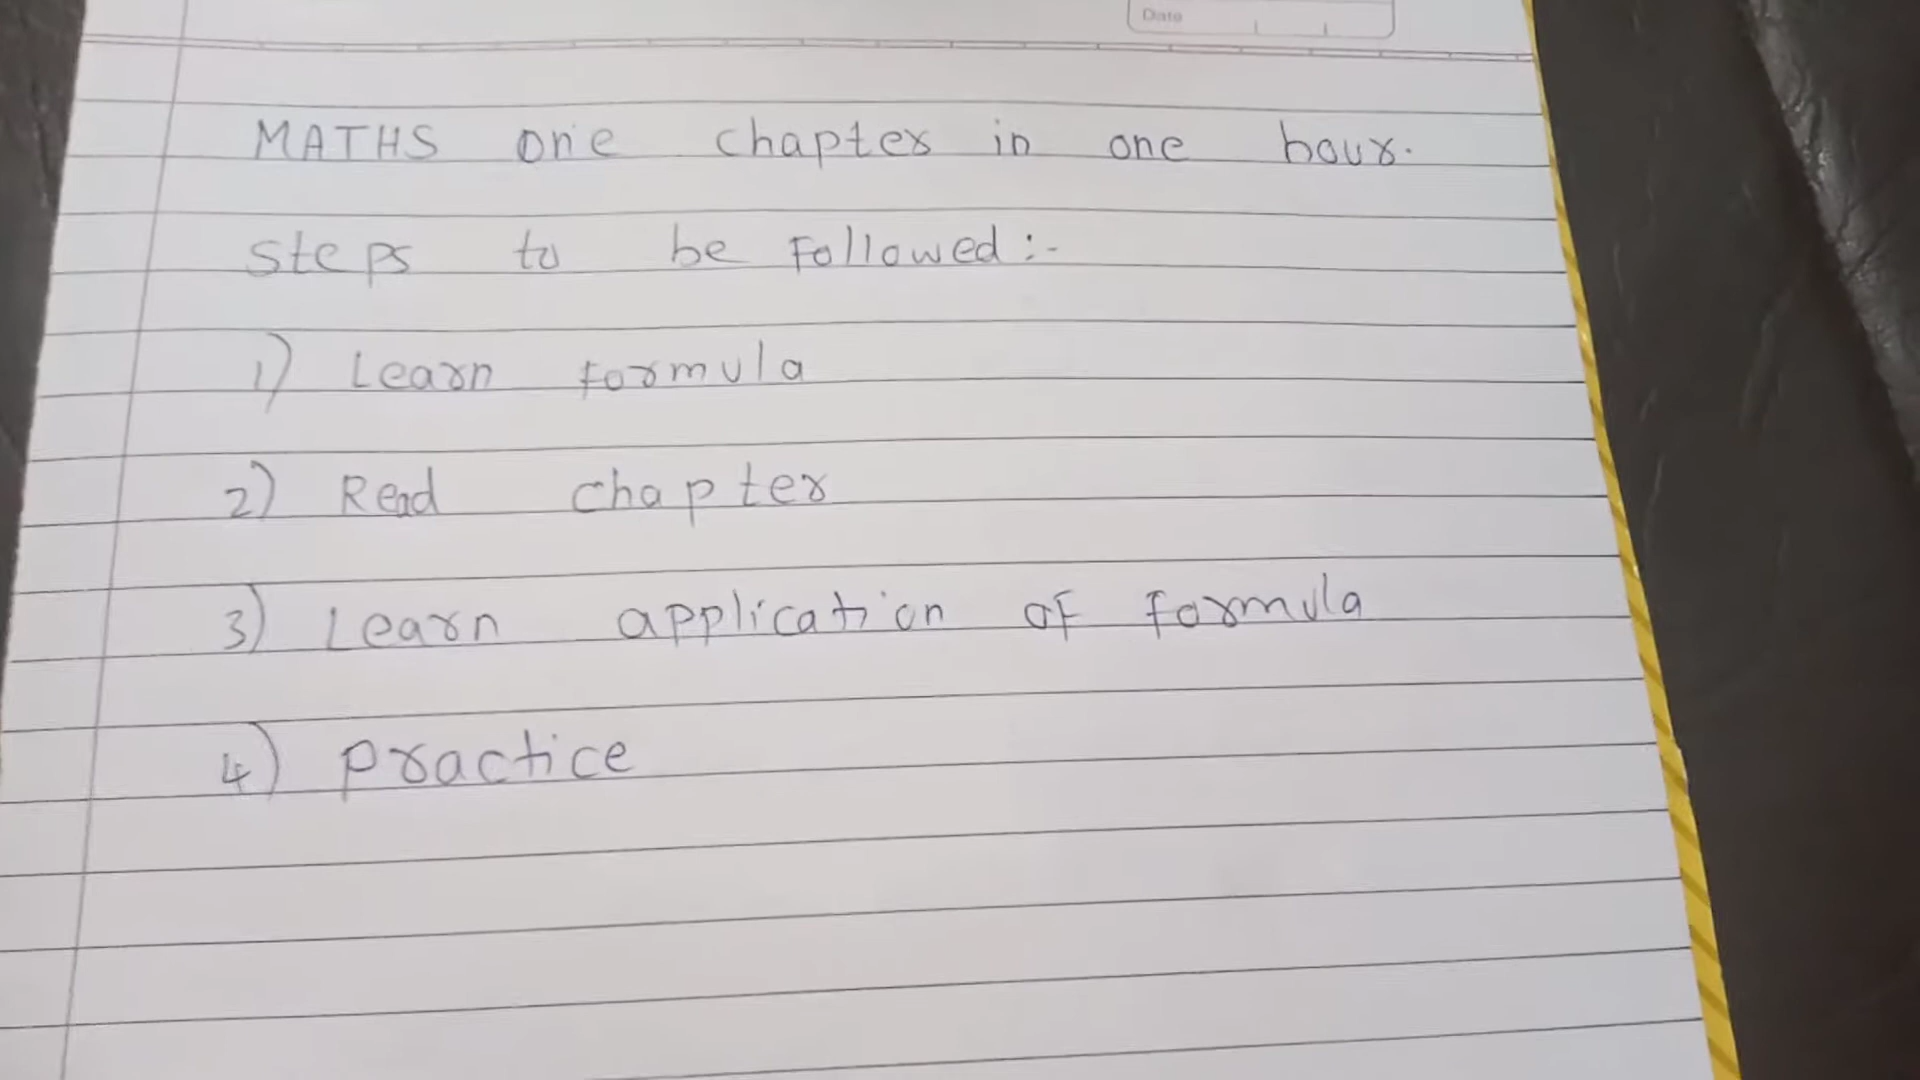 Date
MATHS one chapter in one hour.
steps to be Followed :-
1) Learn formula
2) Read chapter
3) Learn application of formula
4) practice